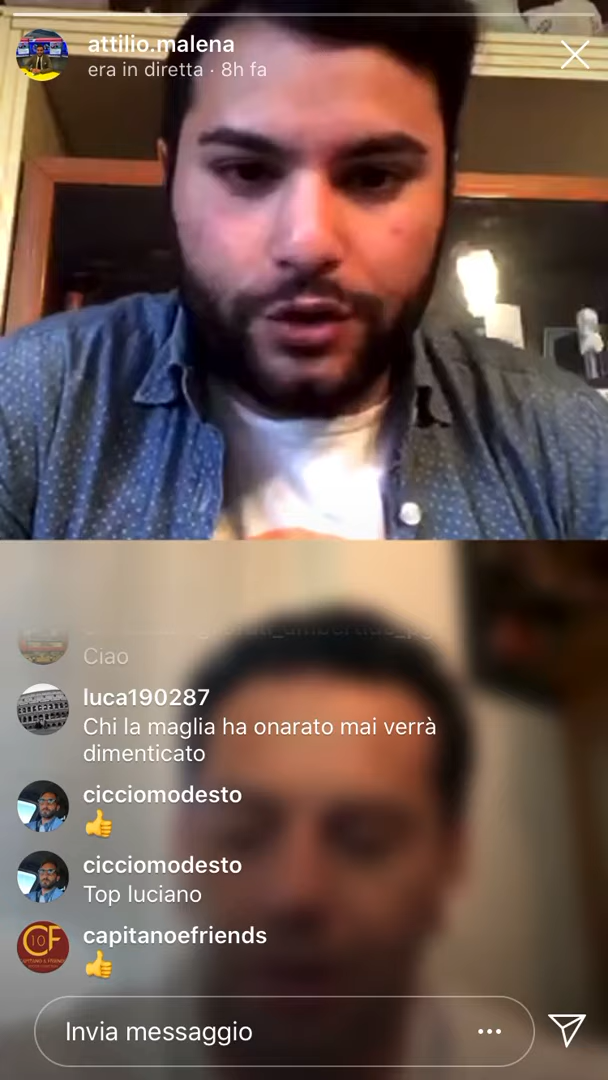 attilio.malena
era in diretta · 8h fa
Ciao
luca190287
Chi la maglia ha onarato mai verrà
dimenticato
cicciomodesto
👍
cicciomodesto
Top luciano
capitanoefriends
👍
Invia messaggio